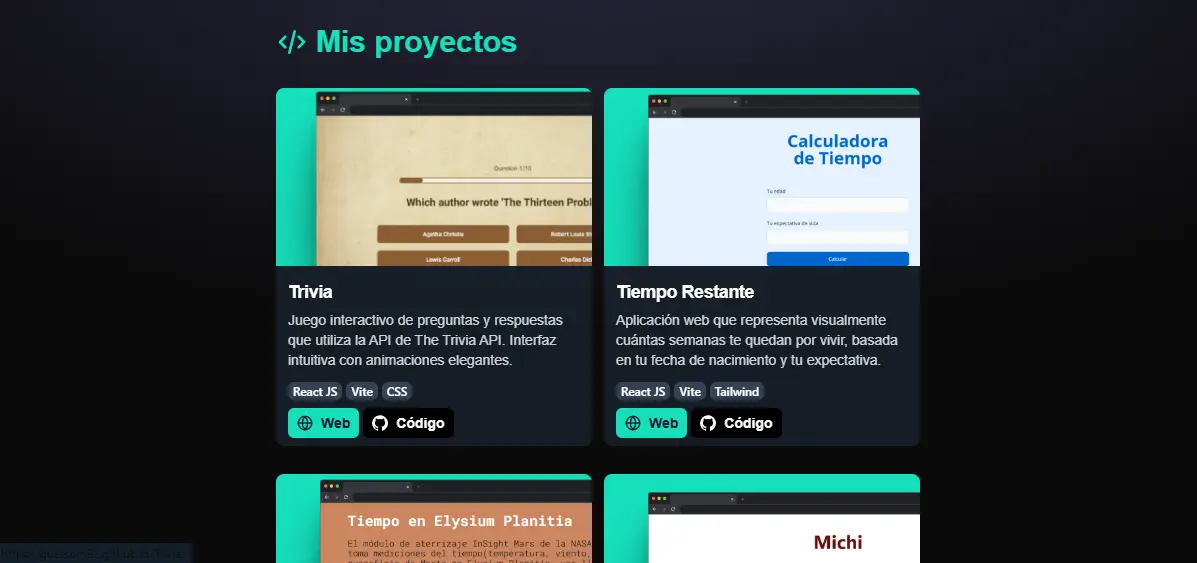 Mis proyectos
Question 1/10
Which author wrote 'The Thirteen Probl
Agatha Christie
Robert Louis St
Lewis Carroll
Charles Dic
Trivia
Juego interactivo de preguntas y respuestas
que utiliza la API de The Trivia API. Interfaz
intuitiva con animaciones elegantes.
React JS Vite CSS
Web Código
Calculadora
de Tiempo
Tu edad
Tu expectativa de vida
Calcular
Tiempo Restante
Aplicación web que representa visualmente
cuántas semanas te quedan por vivir, basada
en tu fecha de nacimiento y tu expectativa.
React JS Vite Tailwind
Web Código
Tiempo en Elysium Planitia
El módulo de aterrizaje InSight Mars de la NASA
toma mediciones del tiempo(temperatura, viento,
Michi